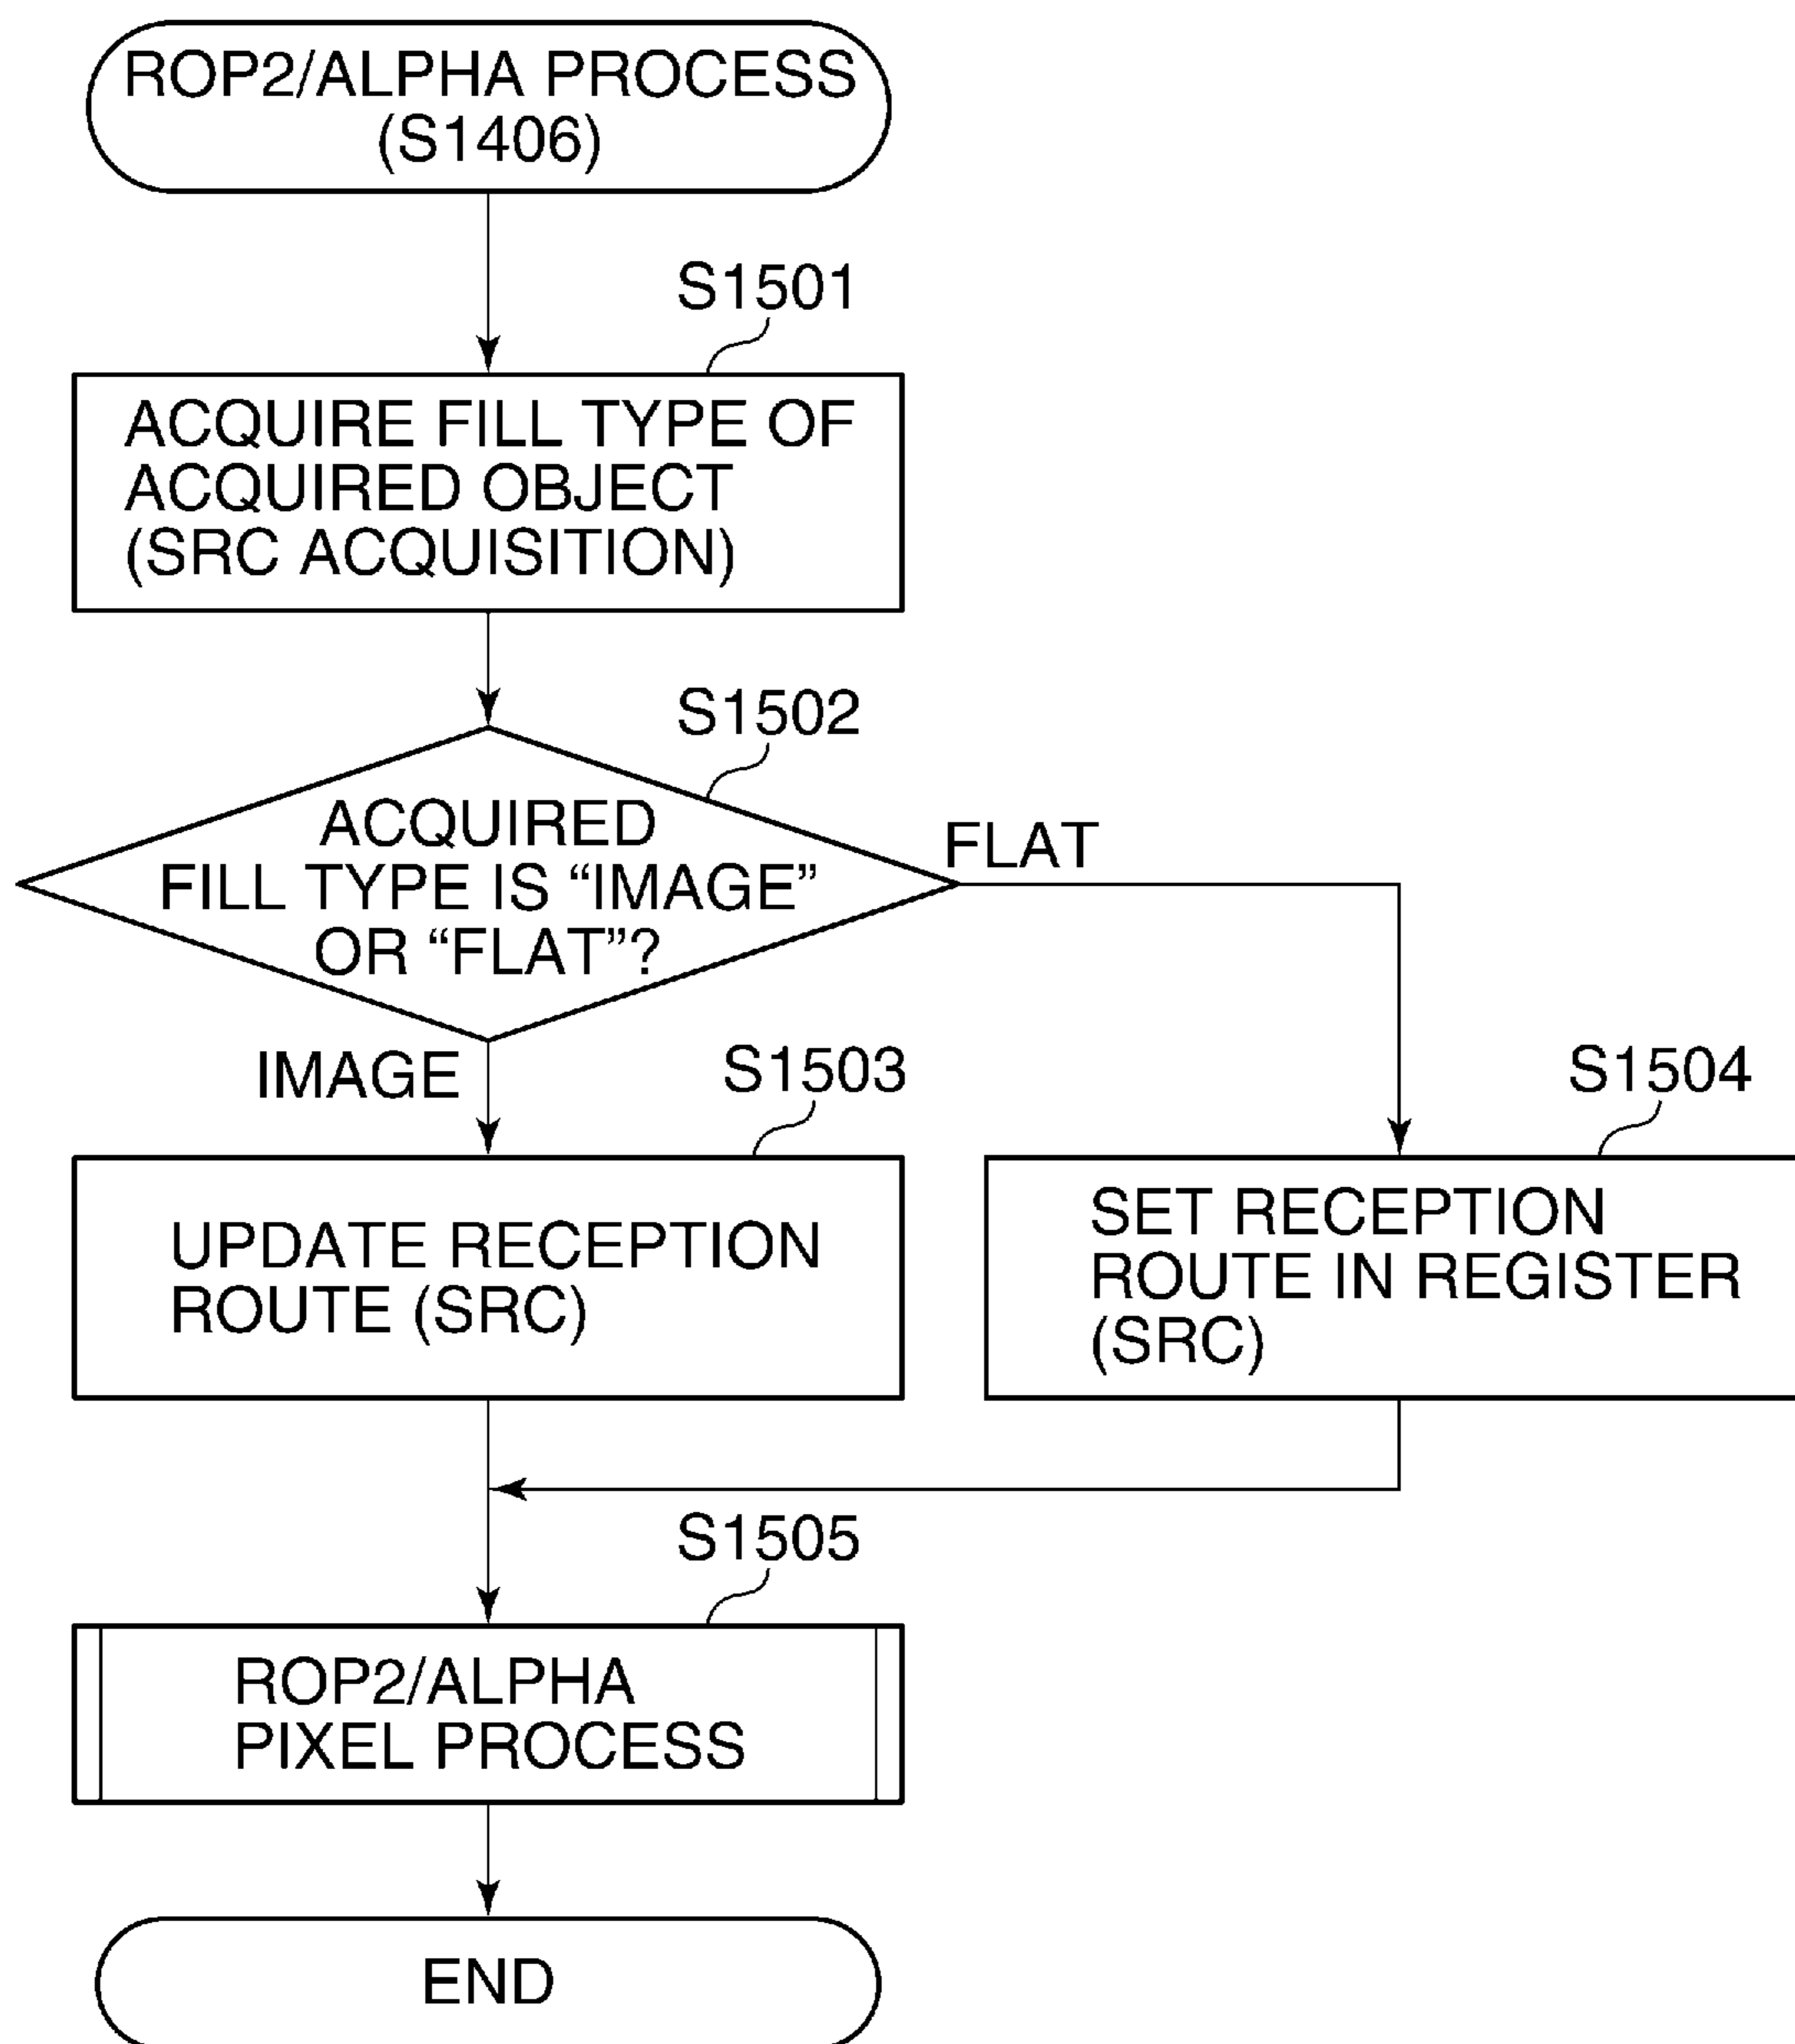 ROP2/ALPHA PROCESS
(S1406)
S1501
ACQUIRE FILL TYPE OF
ACQUIRED OBJECT
(SRC ACQUISITION)
S1502
ACQUIRED
FILL TYPE IS “IMAGE”
OR “FLAT”?
FLAT
IMAGE
S1503
UPDATE RECEPTION
ROUTE (SRC)
S1504
SET RECEPTION
ROUTE IN REGISTER
(SRC)
S1505
ROP2/ALPHA
PIXEL PROCESS
END